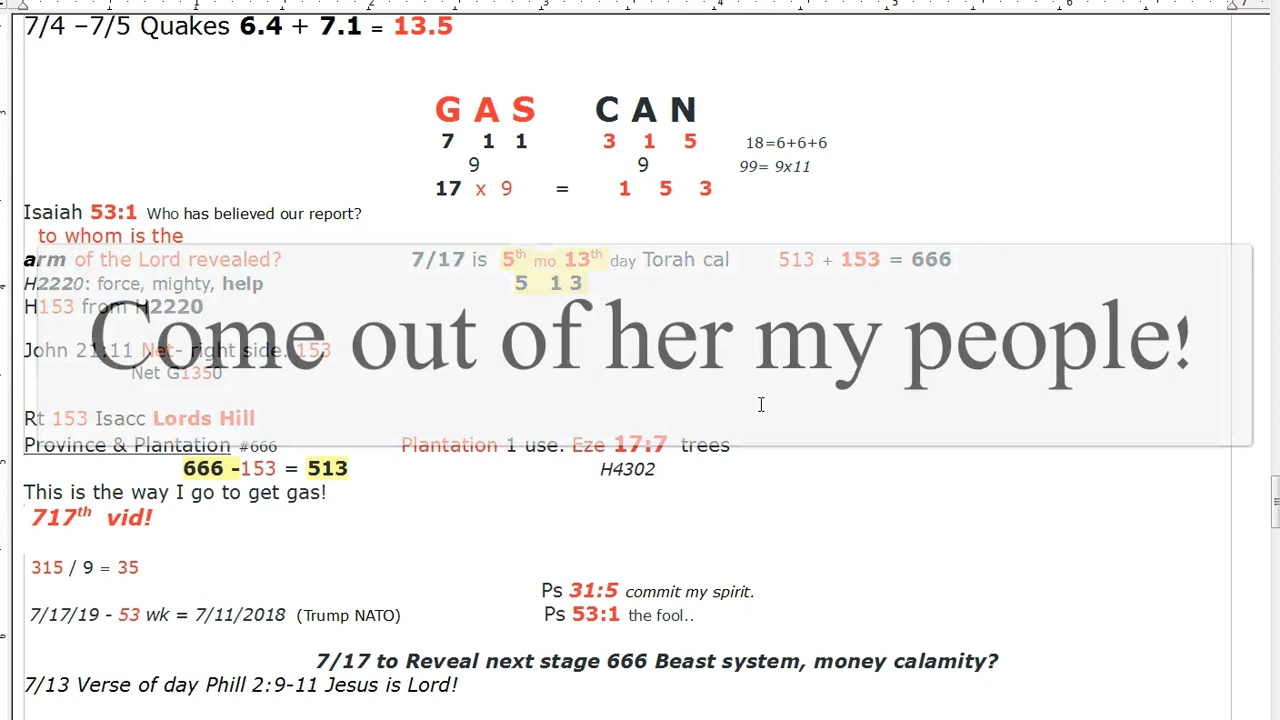 7/4 –7/5 Quakes 6.4 + 7.1 = 13.5
G A S C A N
7 1 1 3 1 5 18=6+6+6
9 9 99= 9x11
17 x 9 = 1 5 3
Isaiah 53:1 Who has believed our report?
to whom is the
arm of the Lord revealed? 7/17 is 5th mo 13th day Torah cal 513 + 153 = 666
H2220: force, mighty, help 5 1 3
H153 from H2220
Come out of her my people!
John 21:11 Net- right side. 153
Net G1350
Rt 153 Isacc Lords Hill
Province & Plantation #666 Plantation 1 use. Eze 17:7 trees
666 -153 = 513 H4302
This is the way I go to get gas!
717th vid!
315 / 9 = 35
Ps 31:5 commit my spirit.
7/17/19 - 53 wk = 7/11/2018 (Trump NATO) Ps 53:1 the fool..
7/17 to Reveal next stage 666 Beast system, money calamity?
7/13 Verse of day Phill 2:9-11 Jesus is Lord!